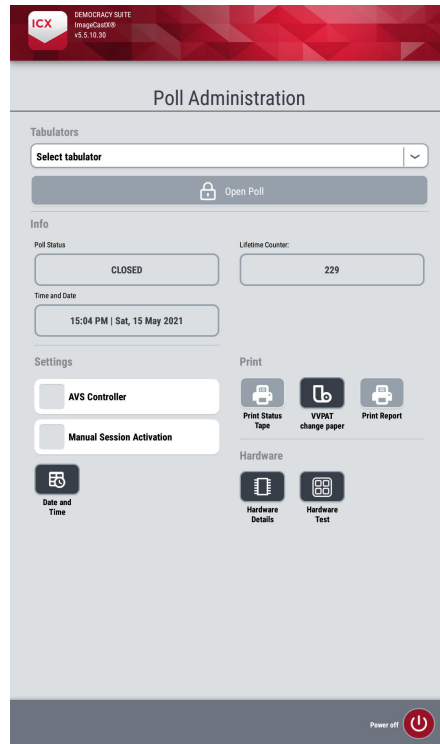 ICX
DEMOCRACY SUITE
ImageCastX®
v5.5.10.30
Poll Administration
Tabulators
Select tabulator
Open Poll
Info
Poll Status
Lifetime Counter:
CLOSED
229
Time and Date
15:04 PM | Sat, 15 May 2021
Settings
Print
AVS Controller
Manual Session Activation
Print Status
Tape
VVPAT
change paper
Print Report
Hardware
Date and
Time
Hardware
Details
Hardware
Test
Power off